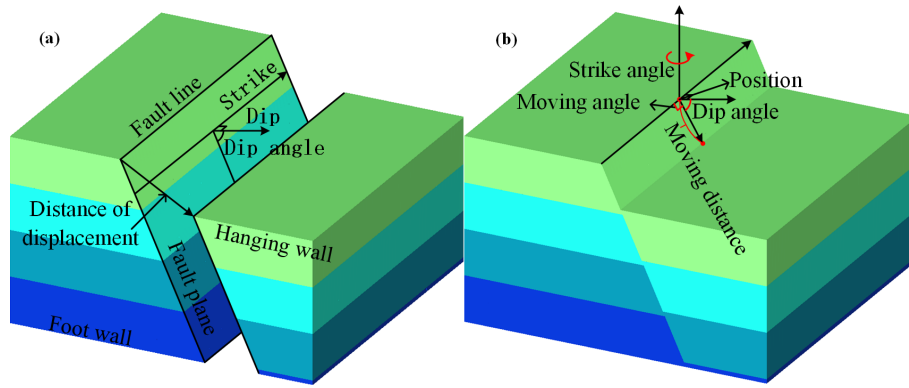 (a)
Fault line
Strike
Dip
Dip angle
Distance of
displacement
Hanging wall
Fault plane
Foot wall
(b)
Strike angle
Position
Moving angle
Dip angle
Moving distance